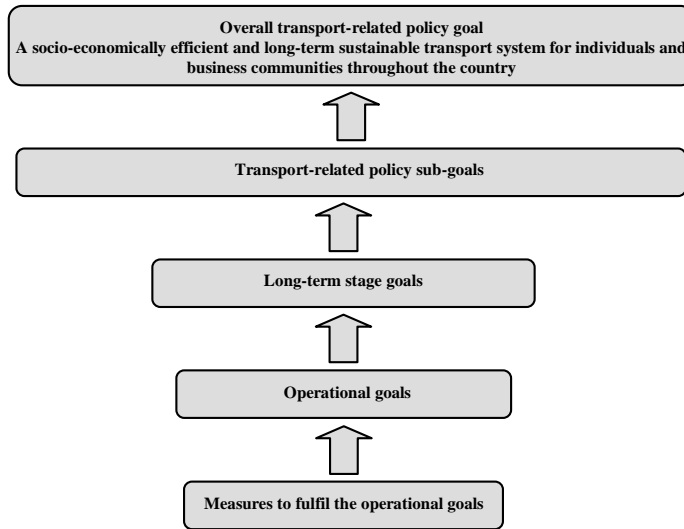 Overall transport-related policy goal
A socio-economically efficient and long-term sustainable transport system for individuals and
business communities throughout the country
Transport-related policy sub-goals
Long-term stage goals
Operational goals
Measures to fulfil the operational goals